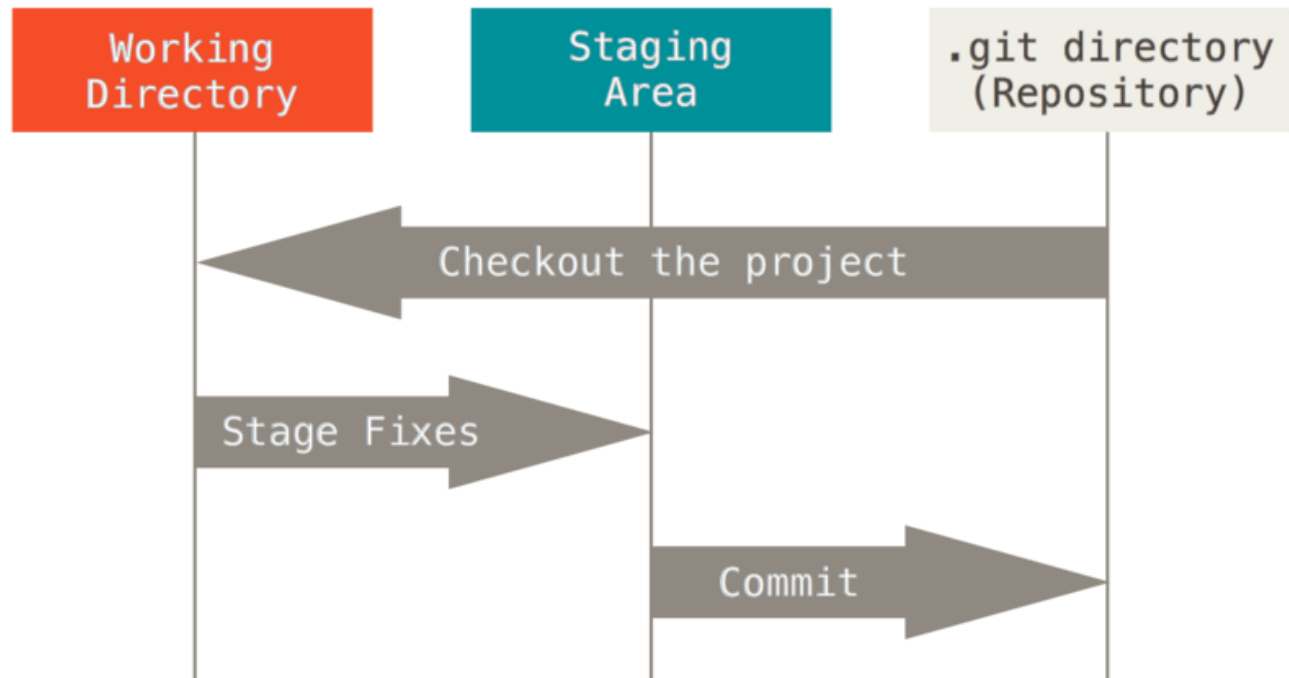 Working
Directory
Staging
Area
.git directory
(Repository)
Checkout the project
Stage Fixes
Commit